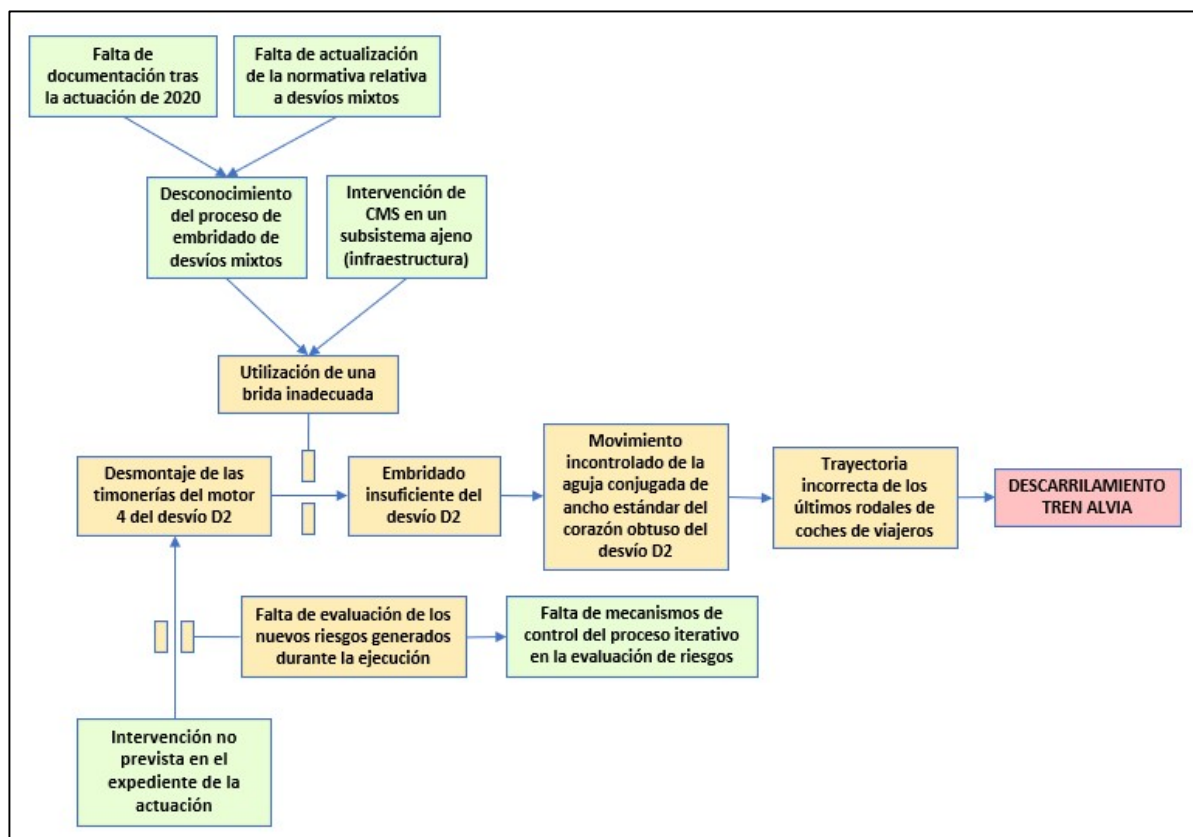 Falta de
documentación tras
la actuación de 2020
Falta de actualización
de la normativa relativa
a desvíos mixtos
Desconocimiento
del proceso de
embridado de
desvíos mixtos
Intervención de
CMS en un
subsistema ajeno
(infraestructura)
Utilización de una
brida inadecuada
Desmontaje de las
timonerías del motor
4 del desvío D2
Embridado
insuficiente del
desvío D2
Movimiento
incontrolado de la
aguja conjugada de
ancho estándar del
corazón obtuso del
desvío D2
Trayectoria
incorrecta de los
últimos rodales de
coches de viajeros
DESCARRILAMIENTO
TREN ALVIA
Falta de evaluación de los
nuevos riesgos generados
durante la ejecución
Falta de mecanismos de
control del proceso iterativo
en la evaluación de riesgos
Intervención no
prevista en el
expediente de la
actuación